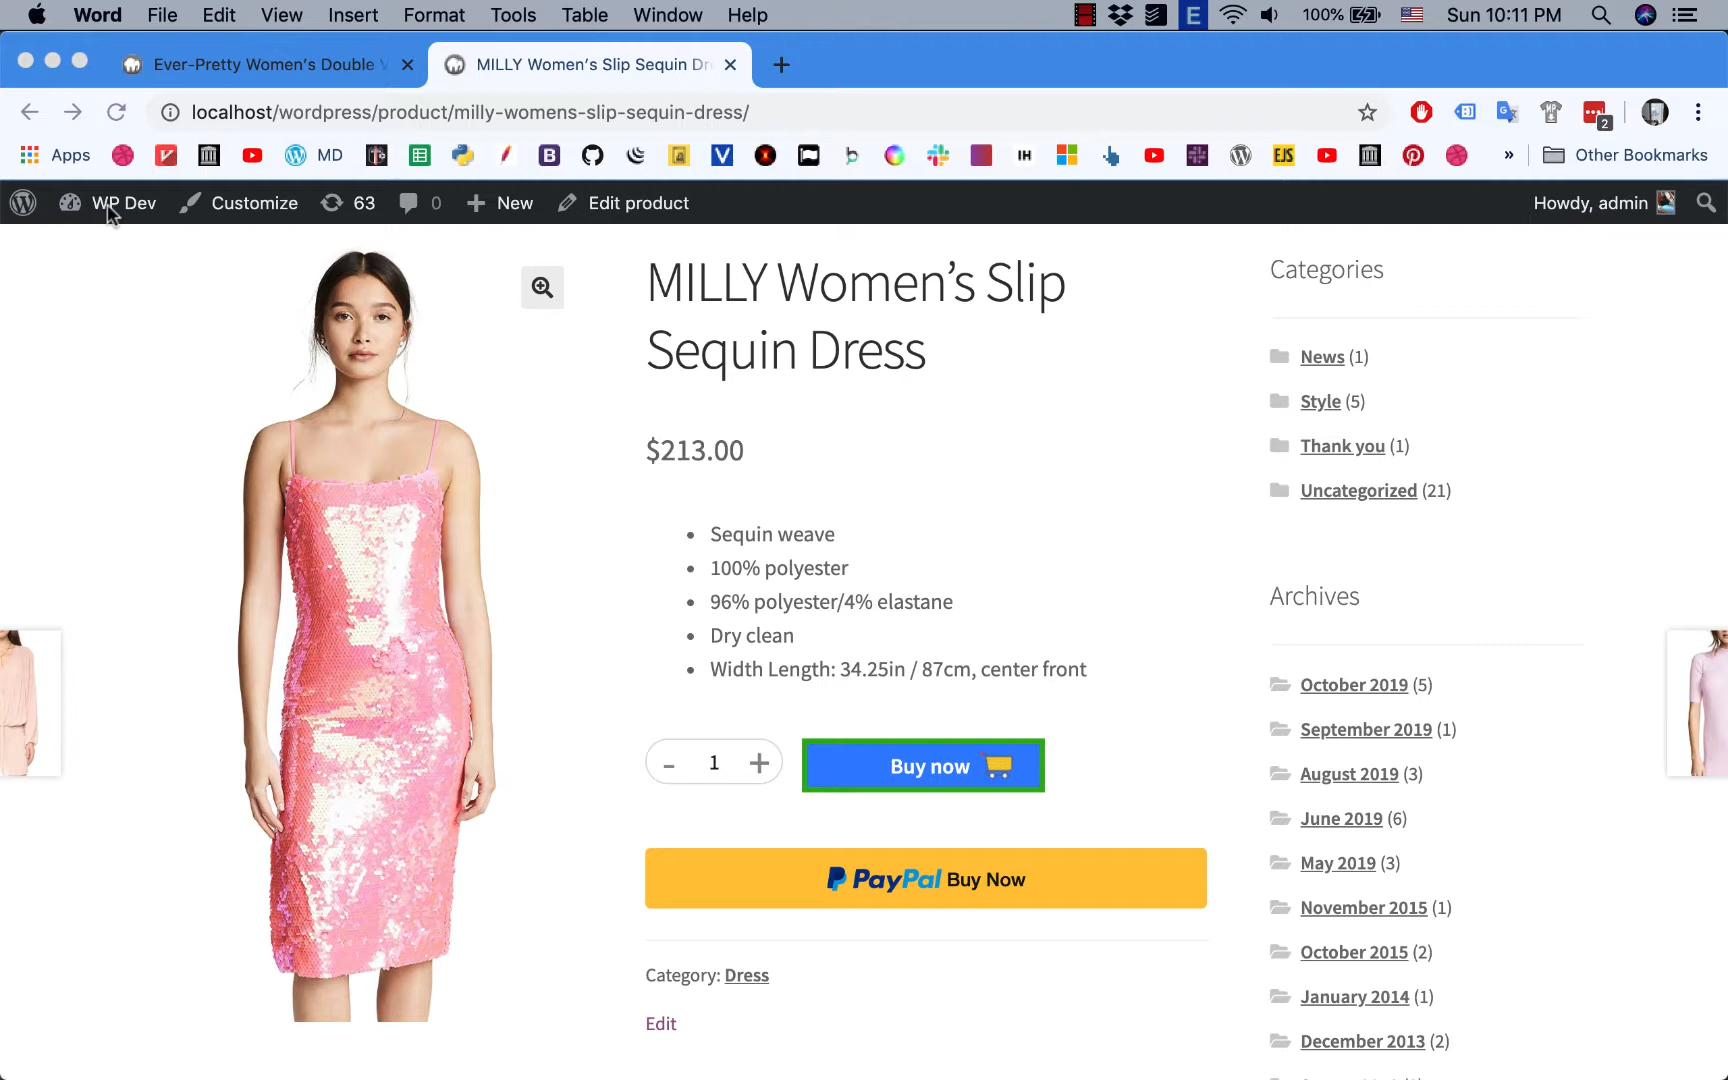 Word File Edit View Insert Format Tools Table Window Help E 100% Sun 10:11 PM
Ever-Pretty Women's Double MILLY Women's Slip Sequin
localhost/wordpress/product/milly-womens-slip-sequin-dress/ 2
Apps MD B V IH EJS » Other Bookmarks
WP Dev Customize 63 0 New Edit product Howdy, admin
MILLY Women's Slip
Sequin Dress
$213.00
Sequin weave
100% polyester
96% polyester/4% elastane
Dry clean
Width Length: 34.25in / 87cm, center front
- 1 +
Buy now
PayPal Buy Now
Category: Dress
Edit
Categories
News (1)
Style (5)
Thank you (1)
Uncategorized (21)
Archives
October 2019 (5)
September 2019 (1)
August 2019 (3)
June 2019 (6)
May 2019 (3)
November 2015 (1)
October 2015 (2)
January 2014 (1)
December 2013 (2)